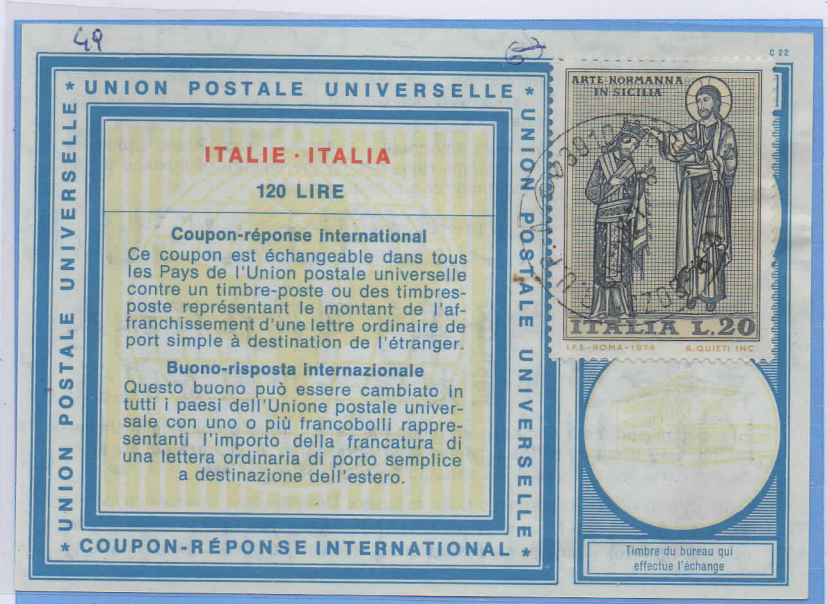 49
C 22
* UNION POSTALE UNIVERSELLE *
UNION POSTALE UNIVERSELLE
UNION POSTALE UNIVERSELLE
ITALIE · ITALIA
120 LIRE
Coupon-réponse international
Ce coupon est échangeable dans tous
les Pays de l'Union postale universelle
contre un timbre-poste ou des timbres-
poste représentant le montant de l'af-
franchissement d'une lettre ordinaire de
port simple à destination de l'étranger.
Buono-risposta internazionale
Questo buono può essere cambiato in
tutti i paesi dell'Unione postale univer-
sale con uno o più francobolli rappre-
sentanti l'importo della francatura di
una lettera ordinaria di porto semplice
a destinazione dell'estero.
* COUPON-RÉPONSE INTERNATIONAL *
ARTE NORMANNA
IN SICILIA
ITALIA L.20
I.P.S.-ROMA-1974 A. QUIETI INC.
Timbre du bureau qui
effectue l'échange